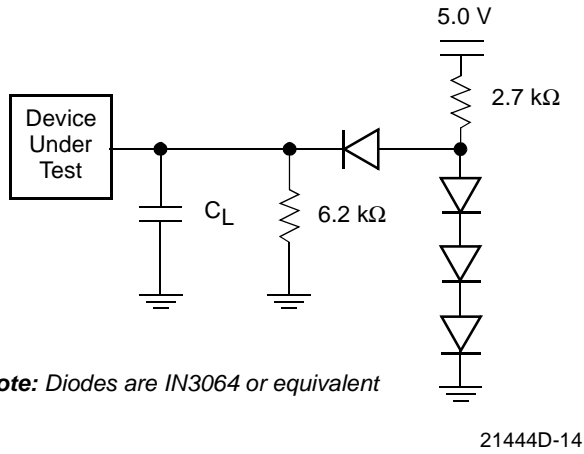 5.0 V
2.7 kΩ
Device
Under
Test
CL
6.2 kΩ
ote: Diodes are IN3064 or equivalent
21444D-14